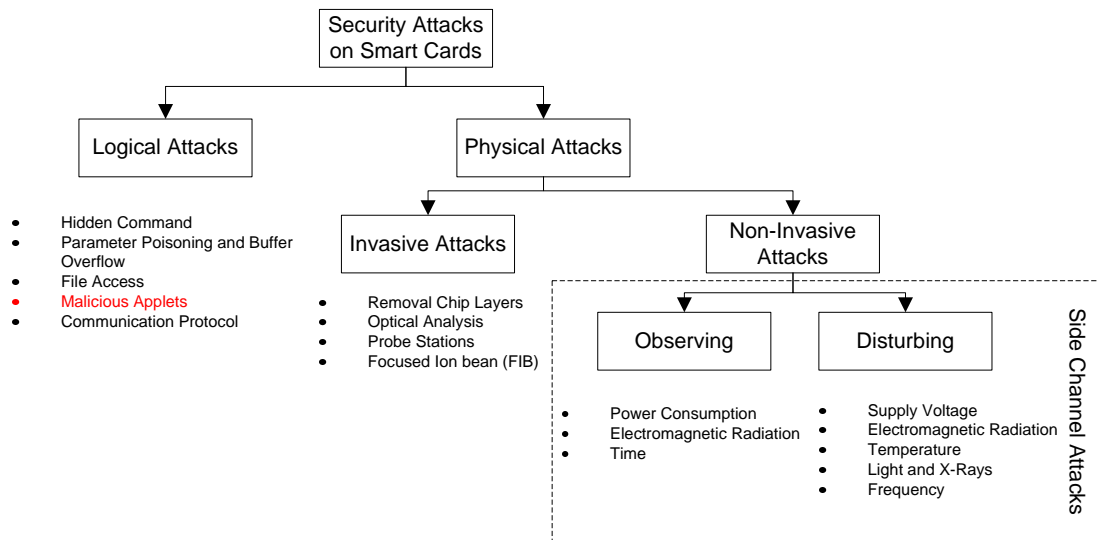 Security Attacks
on Smart Cards
Logical Attacks
Physical Attacks
• Hidden Command
• Parameter Poisoning and Buffer
Overflow
• File Access
• Malicious Applets
• Communication Protocol
Invasive Attacks
Non-Invasive
Attacks
• Removal Chip Layers
• Optical Analysis
• Probe Stations
• Focused Ion bean (FIB)
Observing
Disturbing
• Power Consumption
• Electromagnetic Radiation
• Time
• Supply Voltage
• Electromagnetic Radiation
• Temperature
• Light and X-Rays
• Frequency
Side Channel Attacks